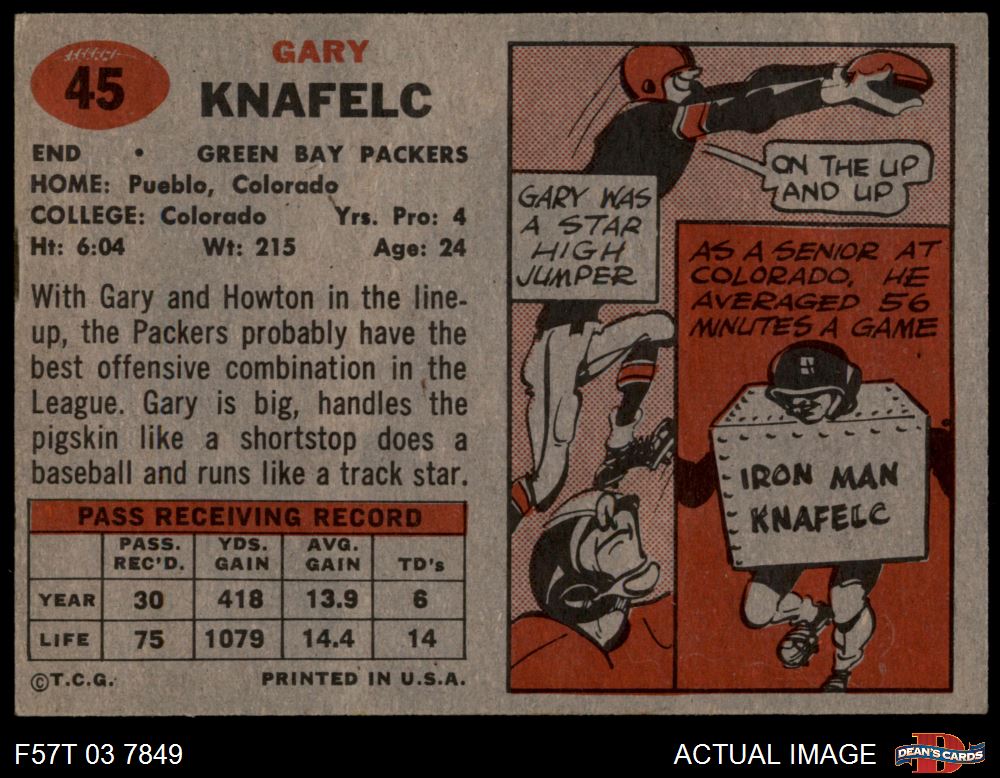 45
GARY
KNAFELC
END • GREEN BAY PACKERS
HOME: Pueblo, Colorado
COLLEGE: Colorado Yrs. Pro: 4
Ht: 6:04 Wt: 215 Age: 24
With Gary and Howton in the line-
up, the Packers probably have the
best offensive combination in the
League. Gary is big, handles the
pigskin like a shortstop does a
baseball and runs like a track star.
PASS RECEIVING RECORD
PASS. REC'D. YDS. GAIN AVG. GAIN TD's
YEAR 30 418 13.9 6
LIFE 75 1079 14.4 14
©T.C.G. PRINTED IN U.S.A.
ON THE UP
AND UP
GARY WAS
A STAR
HIGH
JUMPER
AS A SENIOR AT
COLORADO, HE
AVERAGED 56
MINUTES A GAME
IRON MAN
KNAFELC
F57T 03 7849
ACTUAL IMAGE
DEAN'S CARDS